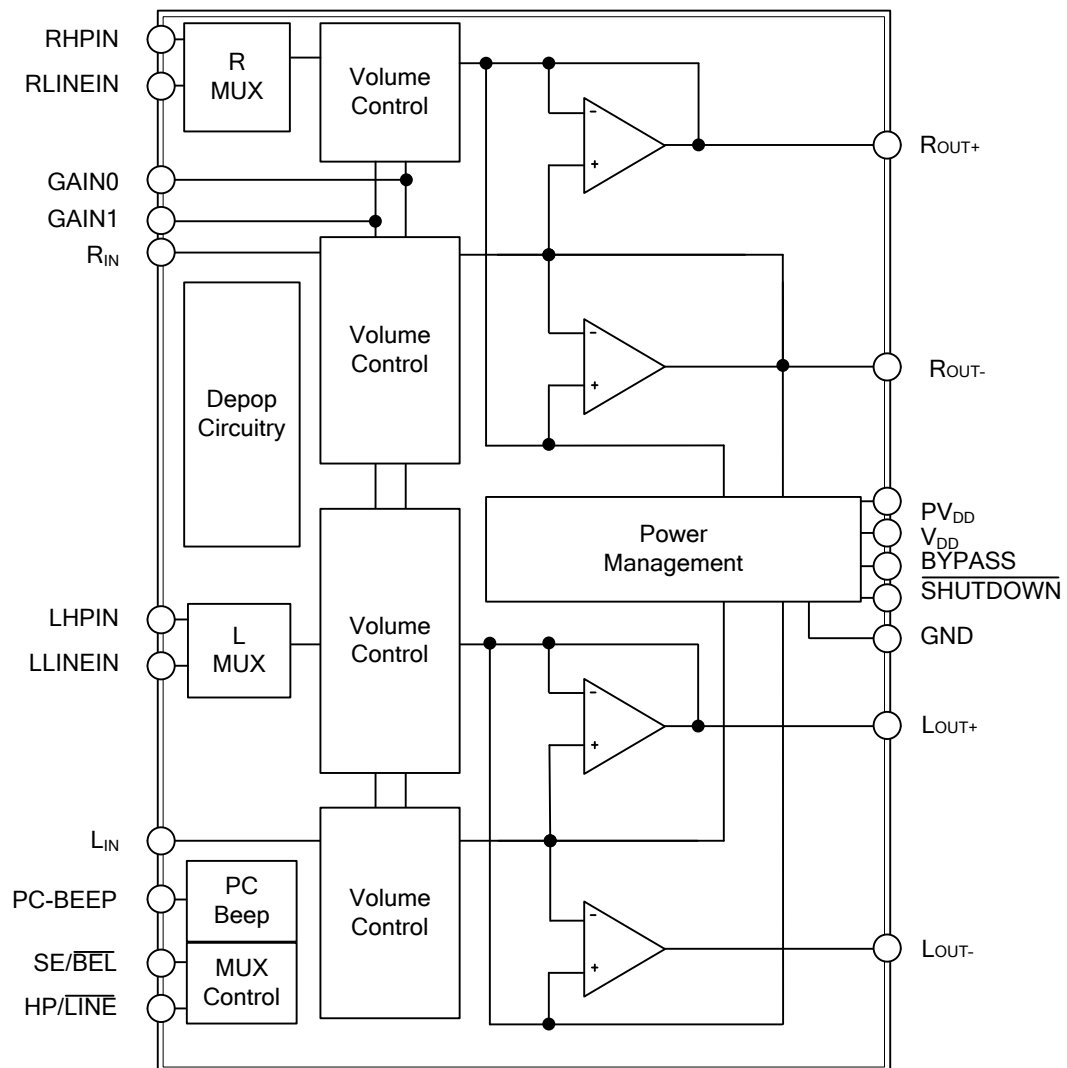 RHPIN
RLINEIN
GAIN0
GAIN1
RIN
LHPIN
LLINEIN
LIN
PC-BEEP
SE/BEL
HP/LINE
R
MUX
Volume
Control
Volume
Control
Depop
Circuitry
L
MUX
Volume
Control
PC
Beep
MUX
Control
Volume
Control
-
+
-
+
Power
Management
-
+
-
+
ROUT+
ROUT-
PVDD
VDD
BYPASS
SHUTDOWN
GND
LOUT+
LOUT-